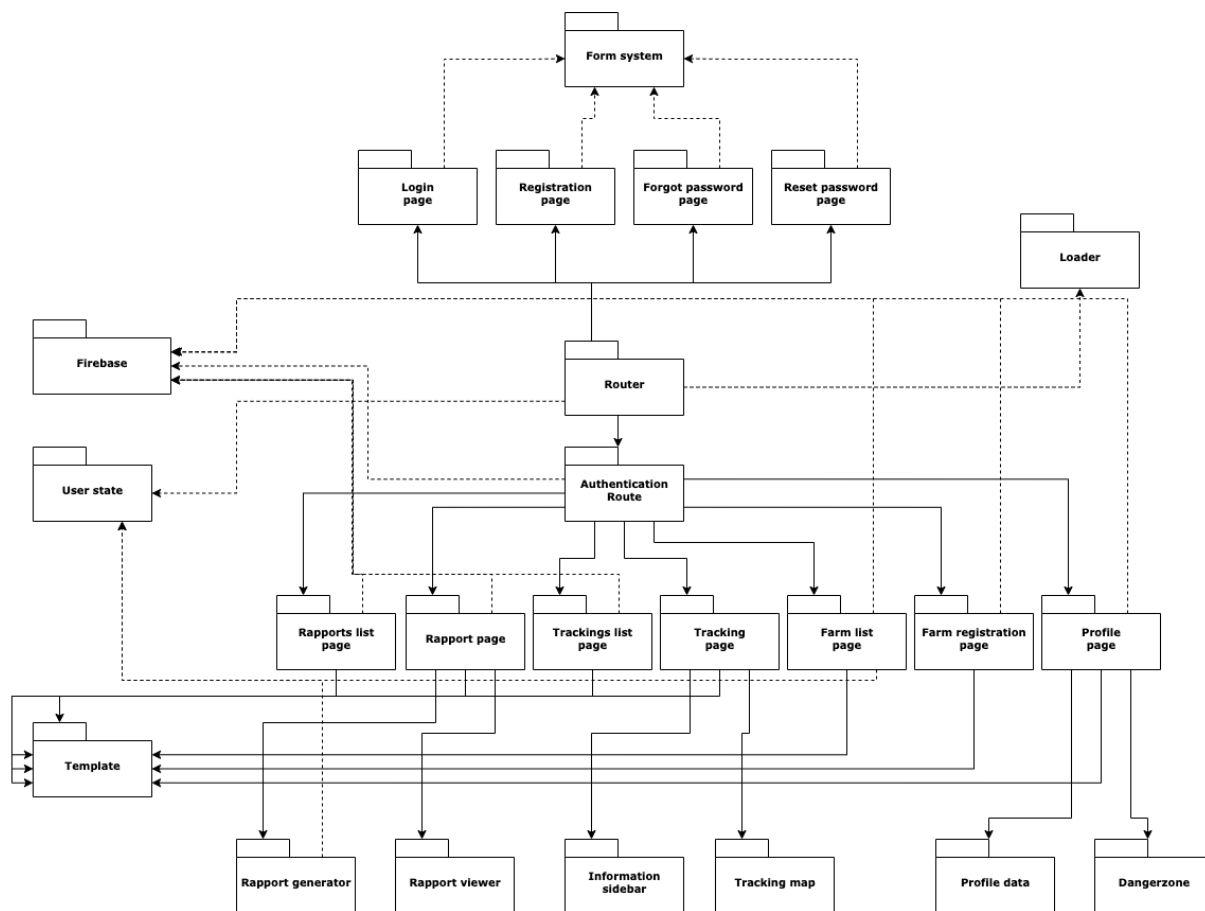 Form system
Login
page
Registration
page
Forgot password
page
Reset password
page
Loader
Firebase
Router
User state
Authentication
Route
Rapports list
page
Rapport page
Trackings list
page
Tracking
page
Farm list
page
Farm registration
page
Profile
page
Template
Rapport generator
Rapport viewer
Information
sidebar
Tracking map
Profile data
Dangerzone